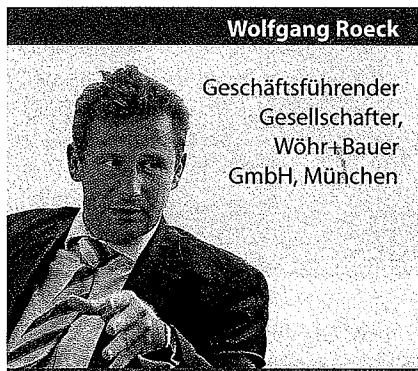 Wolfgang Roeck
Geschäftsführender
Gesellschafter,
Wöhr+Bauer
GmbH, München